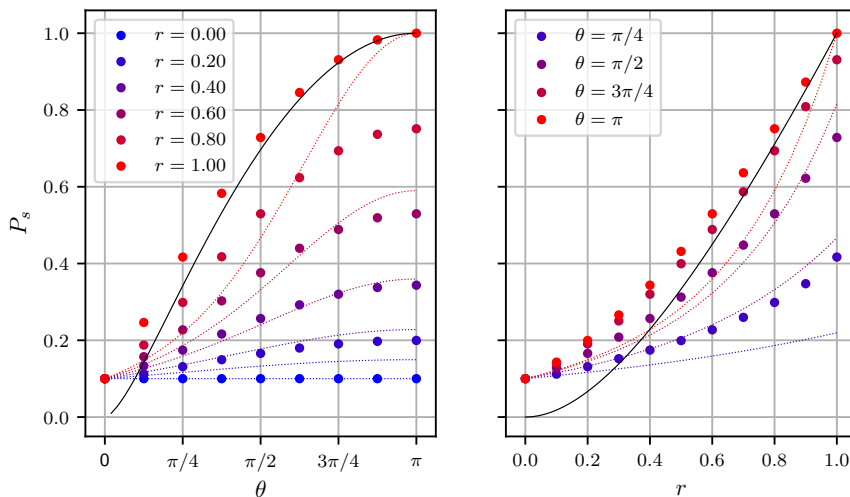 1.0
0.8
0.6
0.4
0.2
0.0
P_s
r = 0.00
r = 0.20
r = 0.40
r = 0.60
r = 0.80
r = 1.00
0 π/4 π/2 3π/4 π
θ
θ = π/4
θ = π/2
θ = 3π/4
θ = π
0.0 0.2 0.4 0.6 0.8 1.0
r